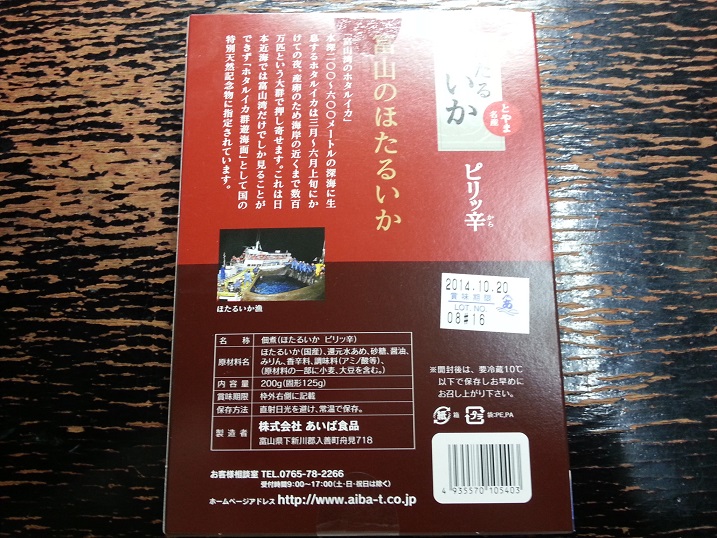 とやま
名産
たる
いか
ピリッ辛
から
富山のほたるいか
「富山湾のホタルイカ」
水深二〇〇〜六〇〇メートルの深海に生
息するホタルイカは三月〜六月上旬にか
けての夜、産卵のため海岸の近くまで数百
万匹という大群で押し寄せます。これは日
本近海では富山湾だけでしか見ることが
できず「ホタルイカ群遊海面」として国の
特別天然記念物に指定されています。
ほたるいか漁
2014.10.20
賞味期限
LOT.NO.
08#16
名称 佃煮(ほたるいか ピリッ辛)
原材料名 ほたるいか(国産)、還元水あめ、砂糖、醤油、
みりん、香辛料、調味料(アミノ酸等)、
(原材料の一部に小麦、大豆を含む。)
内容量 200g(固形125g)
賞味期限 枠外右側に記載
保存方法 直射日光を避け、常温で保存。
製造者 株式会社 あいば食品
富山県下新川郡入善町舟見718
※開封後は、要冷蔵10℃
以下で保存しお早めに
お召し上がり下さい。
紙 箱 プラ 袋:PE,PA
お客様相談室 TEL.0765-78-2266
受付時間9:00〜17:00(土・日・祝日は除く)
ホームページアドレス http://www.aiba-t.co.jp
4 935570 105403